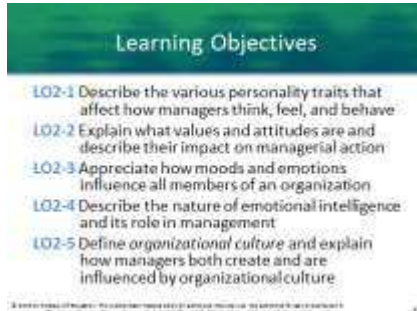 Learning Objectives
LO2-1 Describe the various personality traits that
affect how managers think, feel, and behave
LO2-2 Explain what values and attitudes are and
describe their impact on managerial action
LO2-3 Appreciate how moods and emotions
influence all members of an organization
LO2-4 Describe the nature of emotional intelligence
and its role in management
LO2-5 Define organizational culture and explain
how managers both create and are
influenced by organizational culture